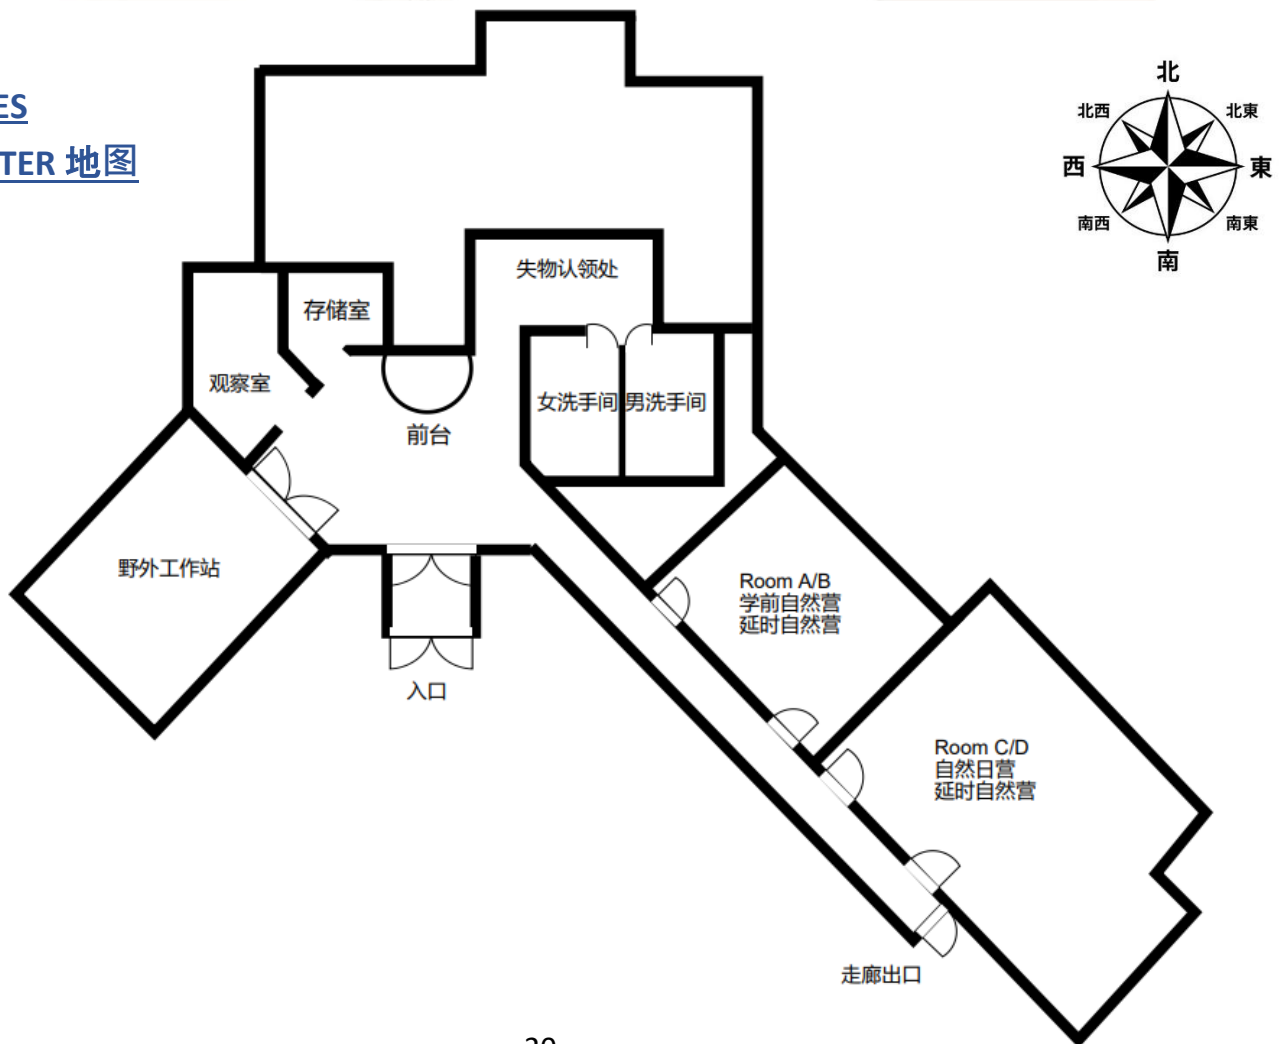 ES
TER 地图
北
北西
北東
西
東
南西
南東
南
失物认领处
存储室
观察室
女洗手间
男洗手间
前台
野外工作站
Room A/B
学前自然营
延时自然营
入口
Room C/D
自然日营
延时自然营
走廊出口